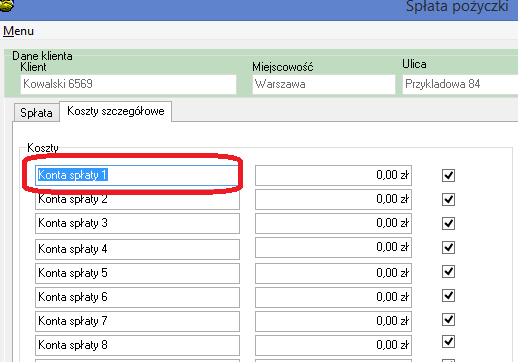 Spłata pożyczki
Menu
Dane klienta
Klient Miejscowość Ulica
Kowalski 6569 Warszawa Przykladowa 84
Spłata Koszty szczegółowe
Koszty
Konta spłaty 1 0,00 zł
Konta spłaty 2 0,00 zł
Konta spłaty 3 0,00 zł
Konta spłaty 4 0,00 zł
Konta spłaty 5 0,00 zł
Konta spłaty 6 0,00 zł
Konta spłaty 7 0,00 zł
Konta spłaty 8 0,00 zł